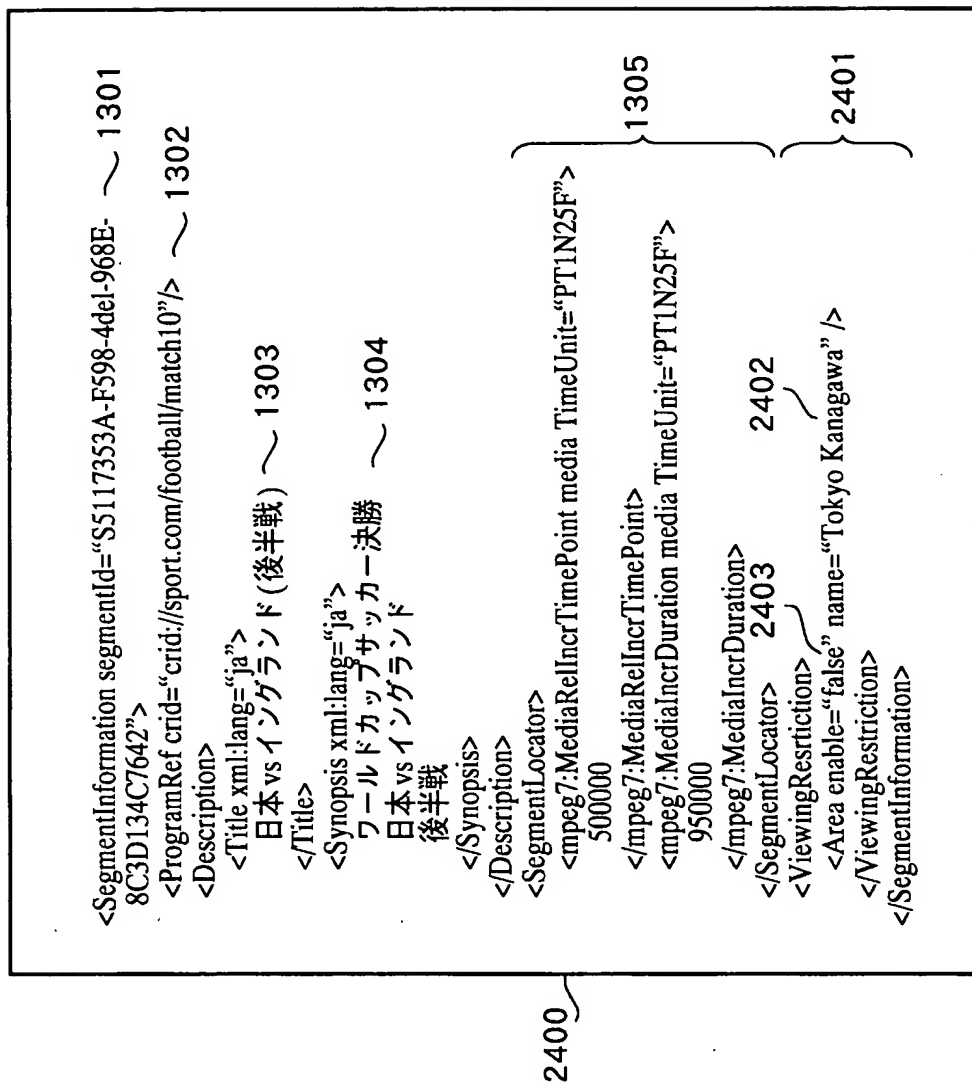 <SegmentInformation segmentId=“S5117353A-F598-4del-968E- 1301
8C3D134C7642”>
<ProgramRef crid=“crid://sport.com/football/match10”/> 1302
<Description>
<Title xml:lang=“ja”>
日本 vs イングランド (後半戦) 1303
</Title>
<Synopsis xml:lang=“ja”>
ワールドカップサッカー決勝 1304
日本 vs イングランド
後半戦
</Synopsis>
</Description>
<SegmentLocator>
<mpeg7:MediaRelIncrTimePoint media TimeUnit=“PT1N25F”>
500000
</mpeg7:MediaRelIncrTimePoint>
<mpeg7:MediaIncrDuration media TimeUnit=“PT1N25F”>
950000
</mpeg7:MediaIncrDuration>
</SegmentLocator>
1305
<ViewingResrtiction>
2403
2402
<Area enable=“false” name=“Tokyo Kanagawa” />
</ViewingRestriction>
</SegmentInformation>
2401
2400